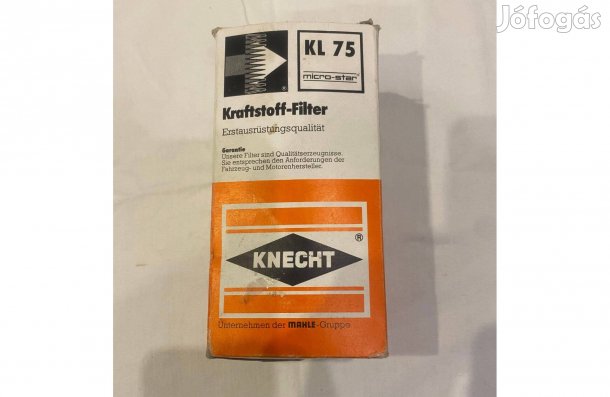 Jófogás
KL 75
micro-star
®
Kraftstoff-Filter
Erstausrüstungsqualität
Garantie
Unsere Filter sind Qualitätserzeugnisse.
Sie entsprechen den Anforderungen der
Fahrzeug- und Motorenhersteller.
®
KNECHT
Unternehmen der MAHLE-Gruppe